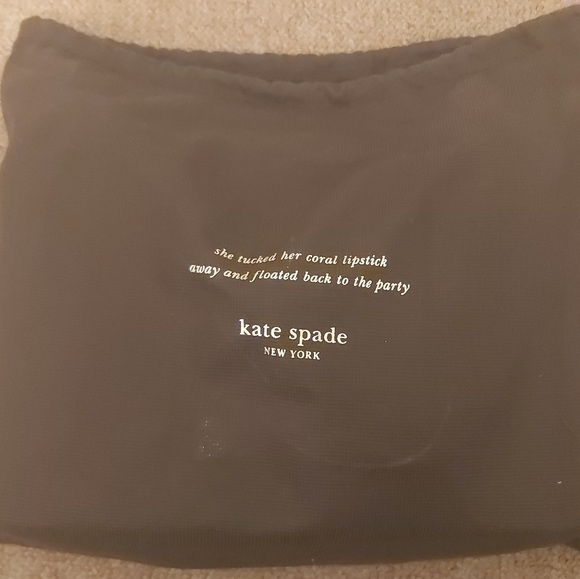 she tucked her coral lipstick
away and floated back to the party
kate spade
NEW YORK